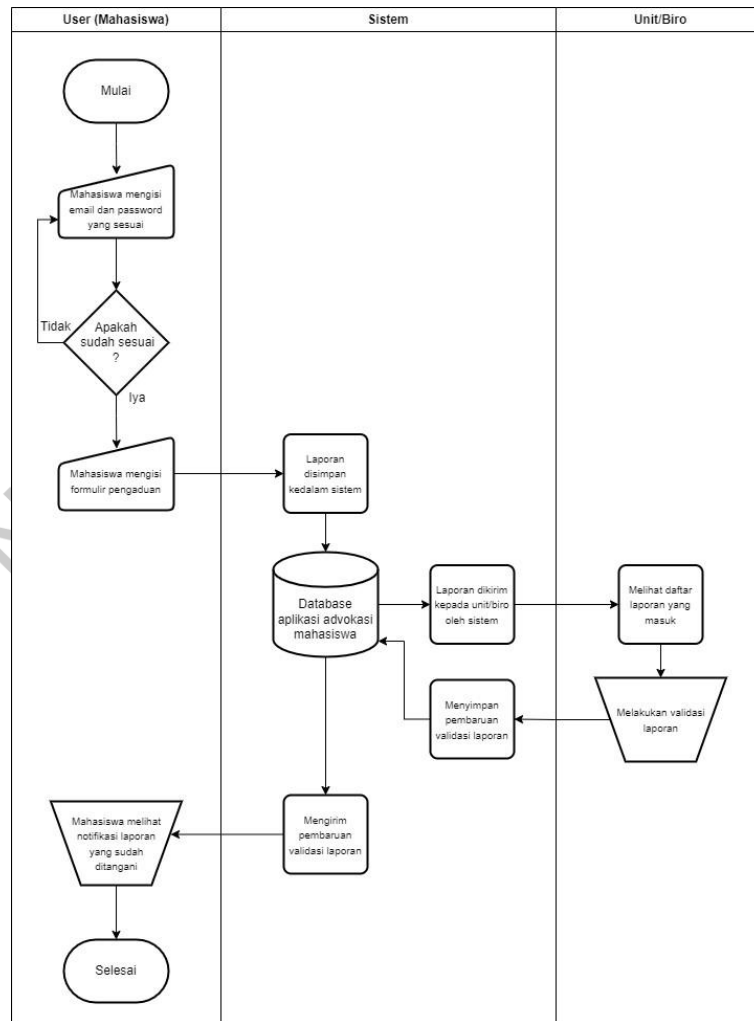 User (Mahasiswa)
Sistem
Unit/Biro
Mulai
Mahasiswa mengisi
email dan password
yang sesuai
Tidak
Apakah
sudah sesuai
?
Iya
Mahasiswa mengisi
formulir pengaduan
Laporan
disimpan
kedalam sistem
Database
aplikasi advokasi
mahasiswa
Laporan dikirim
kepada unit/biro
oleh sistem
Melihat daftar
laporan yang
masuk
Melakukan validasi
laporan
Menyimpan
pembaruan
validasi laporan
Mengirim
pembaruan
validasi laporan
Mahasiswa melihat
notifikasi laporan
yang sudah
ditangani
Selesai